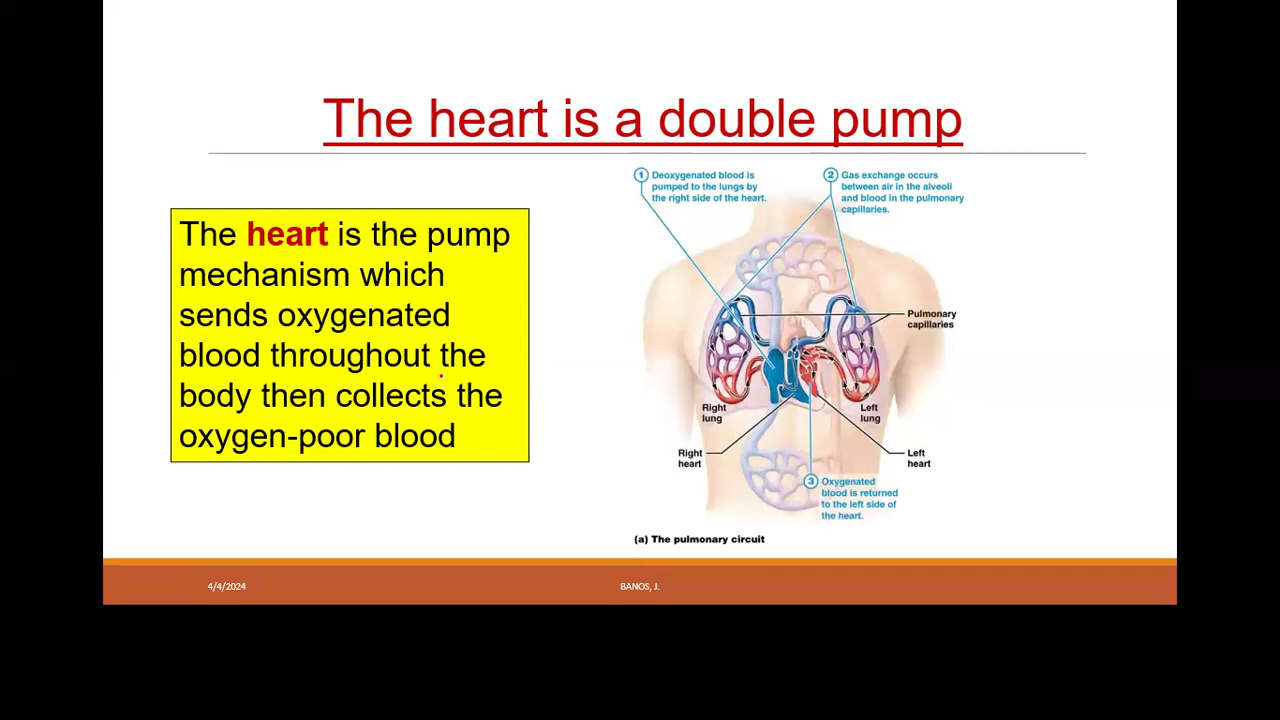 The heart is a double pump
The heart is the pump
mechanism which
sends oxygenated
blood throughout the
body then collects the
oxygen-poor blood
1 Deoxygenated blood is
pumped to the lungs by
the right side of the heart.
2 Gas exchange occurs
between air in the alveoli
and blood in the pulmonary
capillaries.
Pulmonary
capillaries
Right
lung
Left
lung
Right
heart
Left
heart
3 Oxygenated
blood is returned
to the left side of
the heart.
(a) The pulmonary circuit
4/4/2024
BANOS, J.